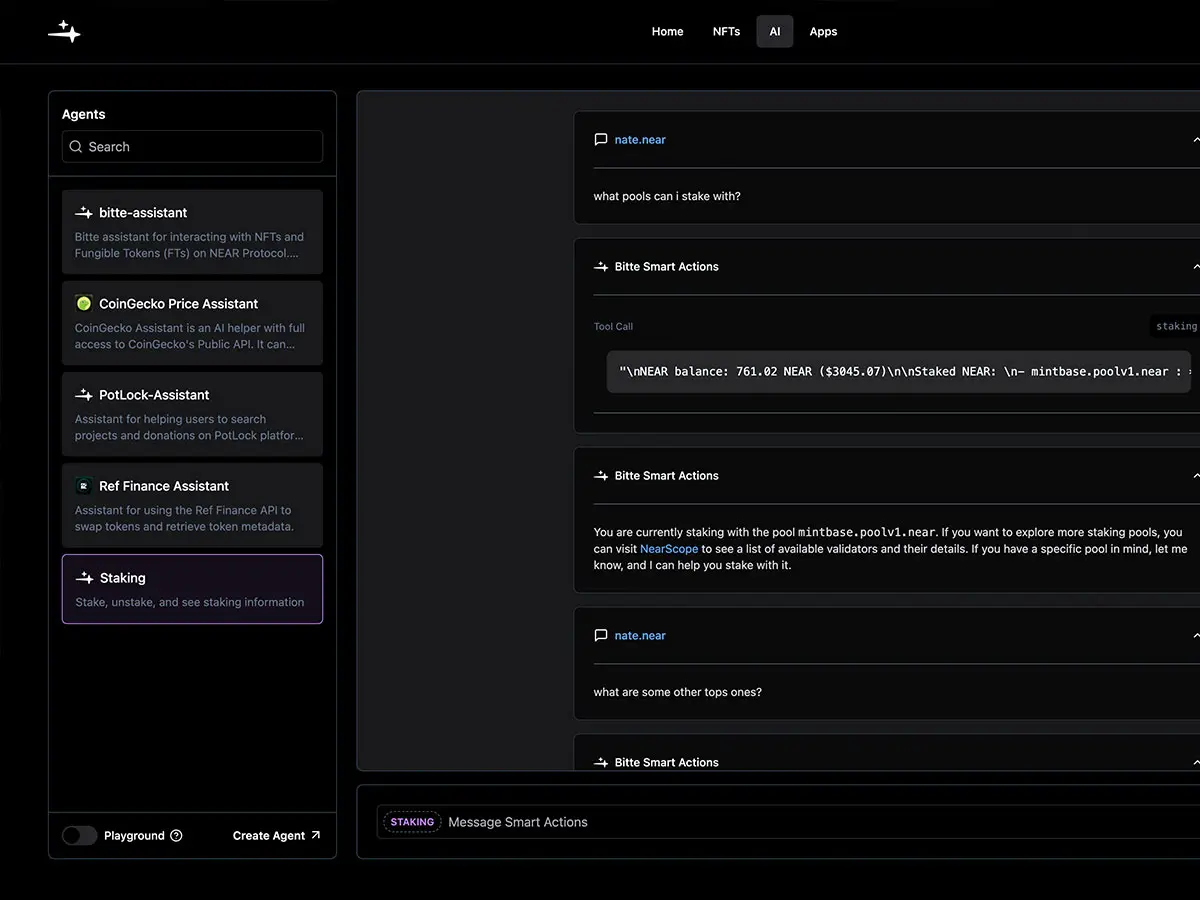 Home NFTs AI Apps
Agents
Search
bitte-assistant
Bitte assistant for interacting with NFTs and
Fungible Tokens (FTs) on NEAR Protocol....
CoinGecko Price Assistant
CoinGecko Assistant is an AI helper with full
access to CoinGecko's Public API. It can...
PotLock-Assistant
Assistant for helping users to search
projects and donations on PotLock platfor...
Ref Finance Assistant
Assistant for using the Ref Finance API to
swap tokens and retrieve token metadata.
Staking
Stake, unstake, and see staking information
Playground
Create Agent
nate.near
what pools can i stake with?
Bitte Smart Actions
Tool Call
staking
"\nNEAR balance: 761.02 NEAR ($3045.07)\n\nStaked NEAR: \n– mintbase.poolv1.near :
Bitte Smart Actions
You are currently staking with the pool mintbase.poolv1.near. If you want to explore more staking pools, you
can visit NearScope to see a list of available validators and their details. If you have a specific pool in mind, let me
know, and I can help you stake with it.
nate.near
what are some other tops ones?
Bitte Smart Actions
STAKING Message Smart Actions